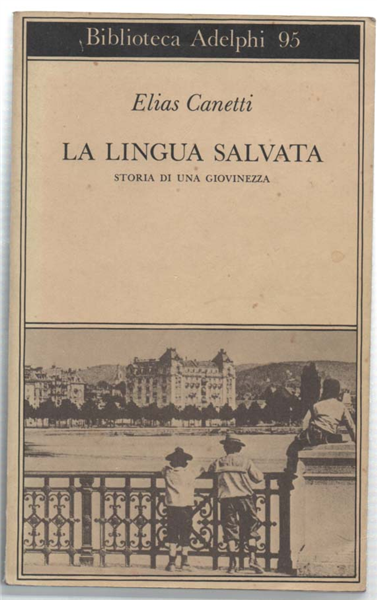 Biblioteca Adelphi 95
Elias Canetti
LA LINGUA SALVATA
STORIA DI UNA GIOVINEZZA